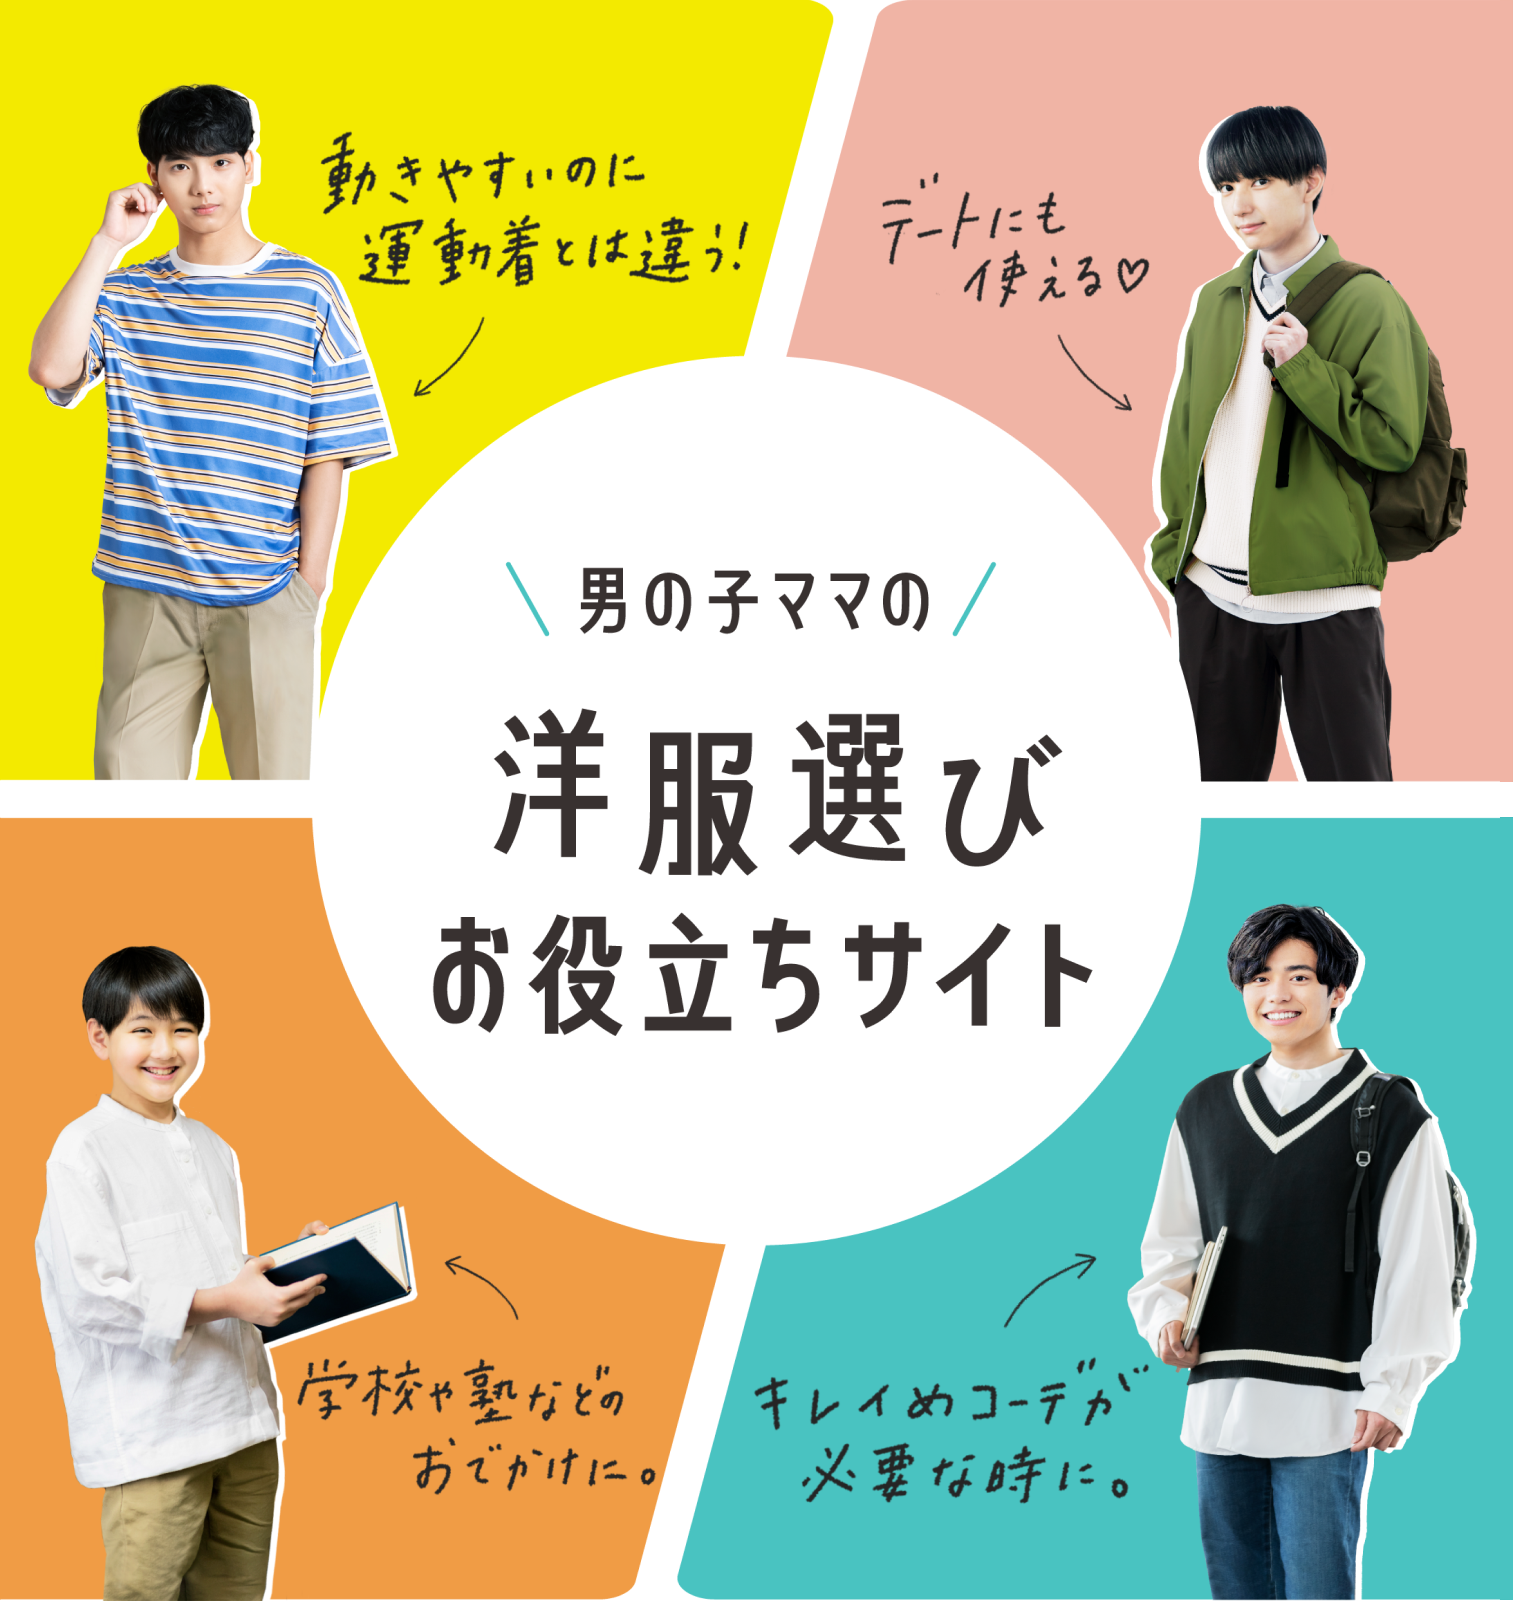 動きやすいのに
運動着とは違う!
デートにも
使える♡
男の子ママの
洋服選び
お役立ちサイト
学校や塾などの
おでかけに。
キレイめコーデが
必要な時に。